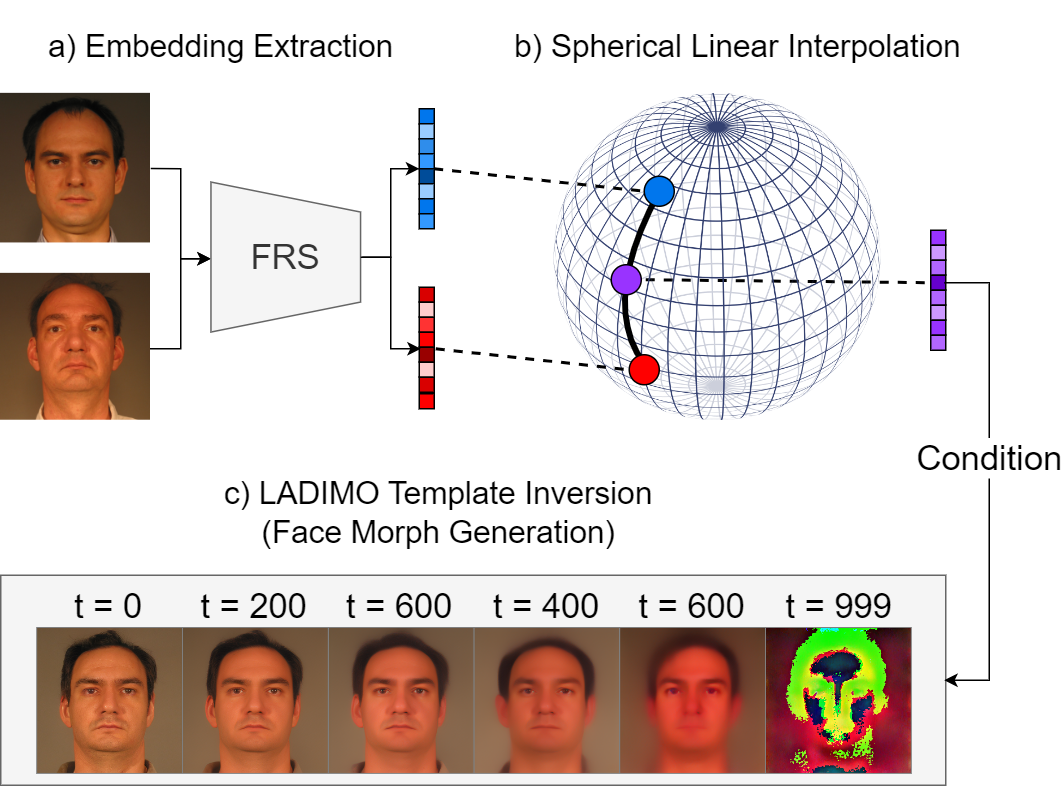 a) Embedding Extraction
b) Spherical Linear Interpolation
FRS
Condition
c) LADIMO Template Inversion
(Face Morph Generation)
t = 0 t = 200 t = 600 t = 400 t = 600 t = 999